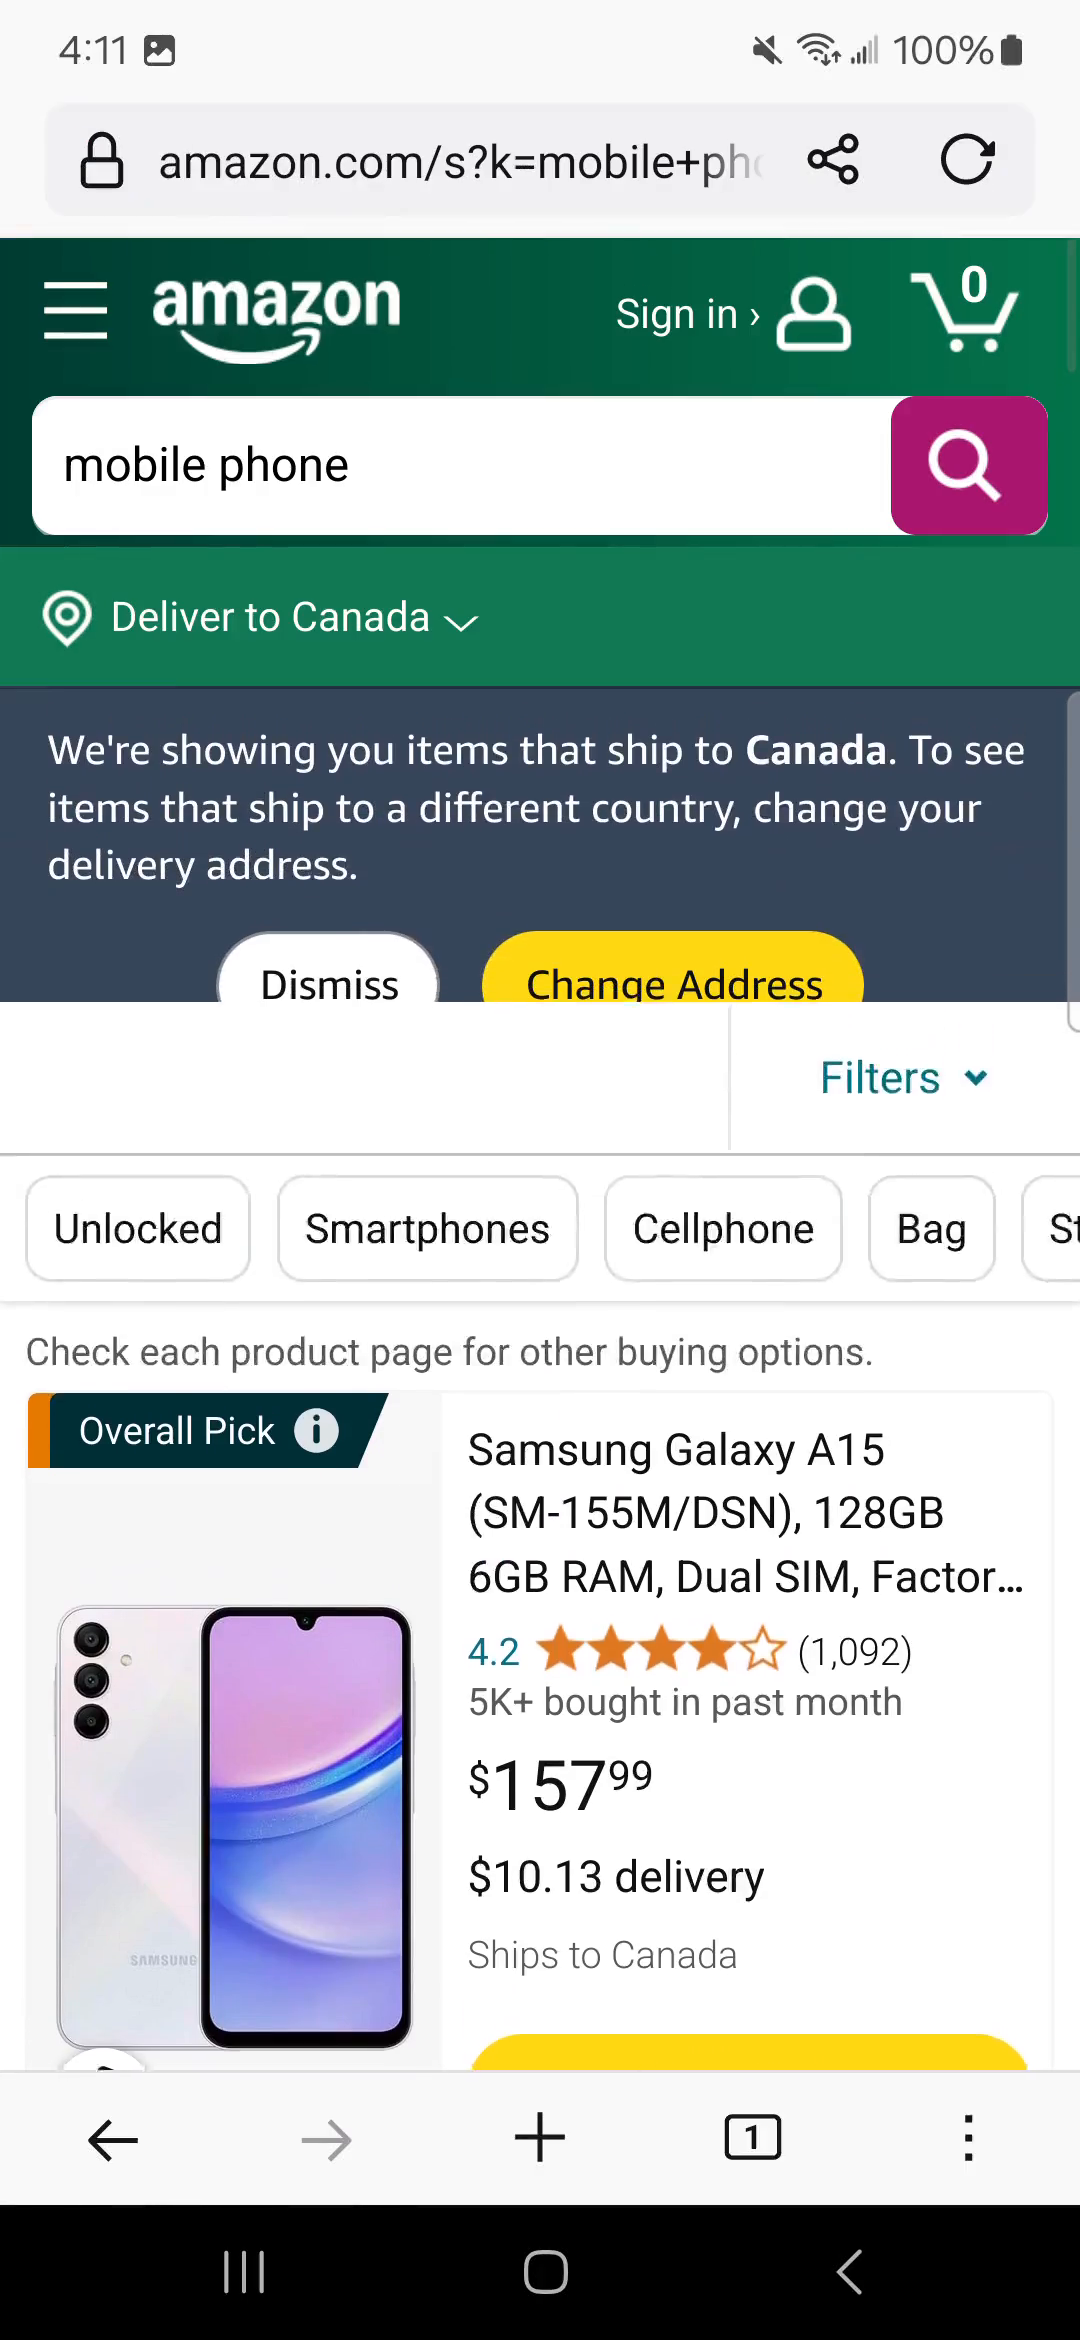 4:11
100%
amazon.com/s?k=mobile+pho
amazon
Sign in ›
0
mobile phone
Deliver to Canada
We're showing you items that ship to Canada. To see
items that ship to a different country, change your
delivery address.
Dismiss
Change Address
Filters
Unlocked
Smartphones
Cellphone
Bag
St
Check each product page for other buying options.
Overall Pick
Samsung Galaxy A15
(SM-155M/DSN), 128GB
6GB RAM, Dual SIM, Factor...
4.2 (1,092)
5K+ bought in past month
$157 99
$10.13 delivery
Ships to Canada
SAMSUNG
1